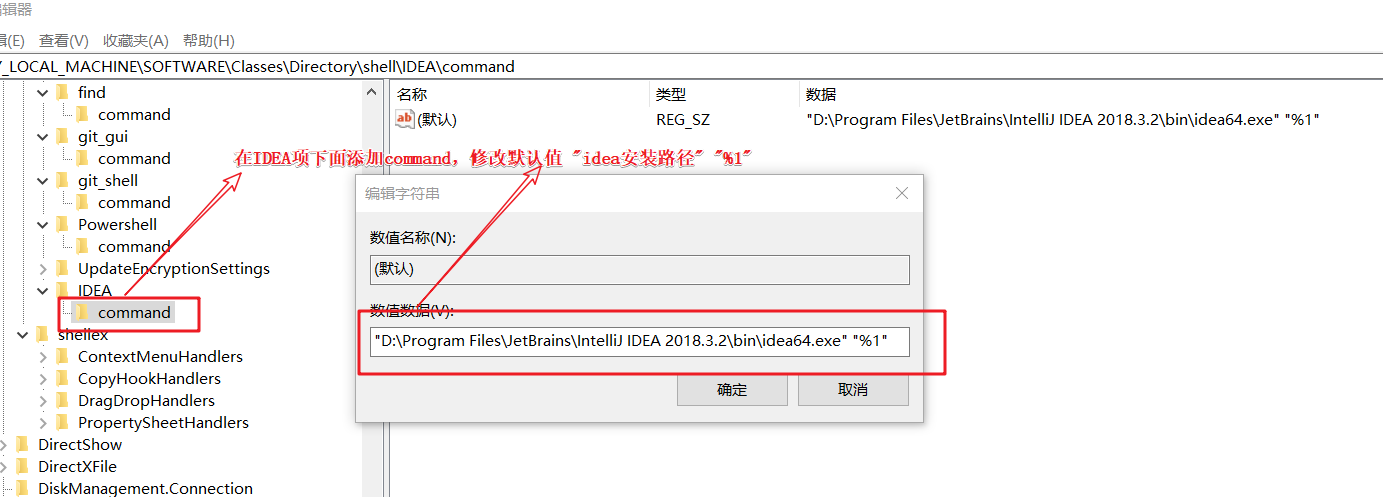 编辑器
辑(E) 查看(V) 收藏夹(A) 帮助(H)
_LOCAL_MACHINE\SOFTWARE\Classes\Directory\shell\IDEA\command
find
command
git_gui
command
git_shell
command
Powershell
command
UpdateEncryptionSettings
IDEA
command
shellex
ContextMenuHandlers
CopyHookHandlers
DragDropHandlers
PropertySheetHandlers
DirectShow
DirectXFile
DiskManagement.Connection
名称 类型 数据
ab (默认) REG_SZ "D:\Program Files\JetBrains\IntelliJ IDEA 2018.3.2\bin\idea64.exe" "%1"
在IDEA项下面添加command，修改默认值 "idea安装路径" "%1"
编辑字符串
数值名称(N):
(默认)
数值数据(V):
"D:\Program Files\JetBrains\IntelliJ IDEA 2018.3.2\bin\idea64.exe" "%1"
确定 取消